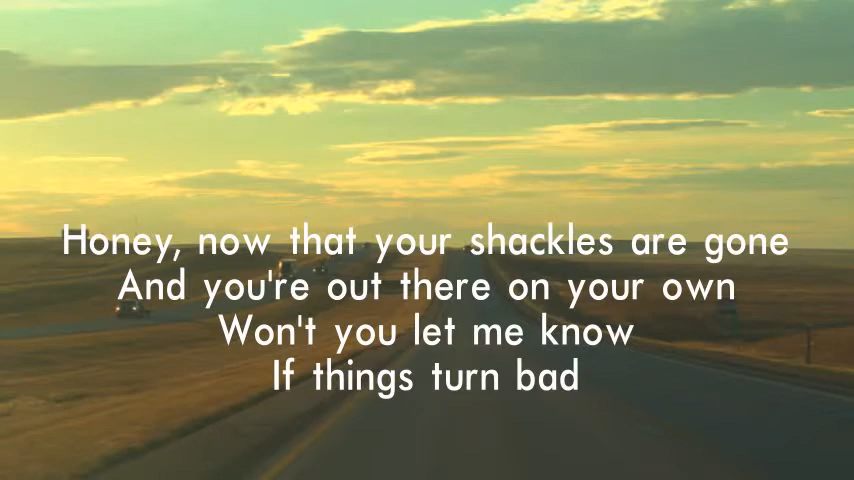 Honey, now that your shackles are gone
And you're out there on your own
Won't you let me know
If things turn bad